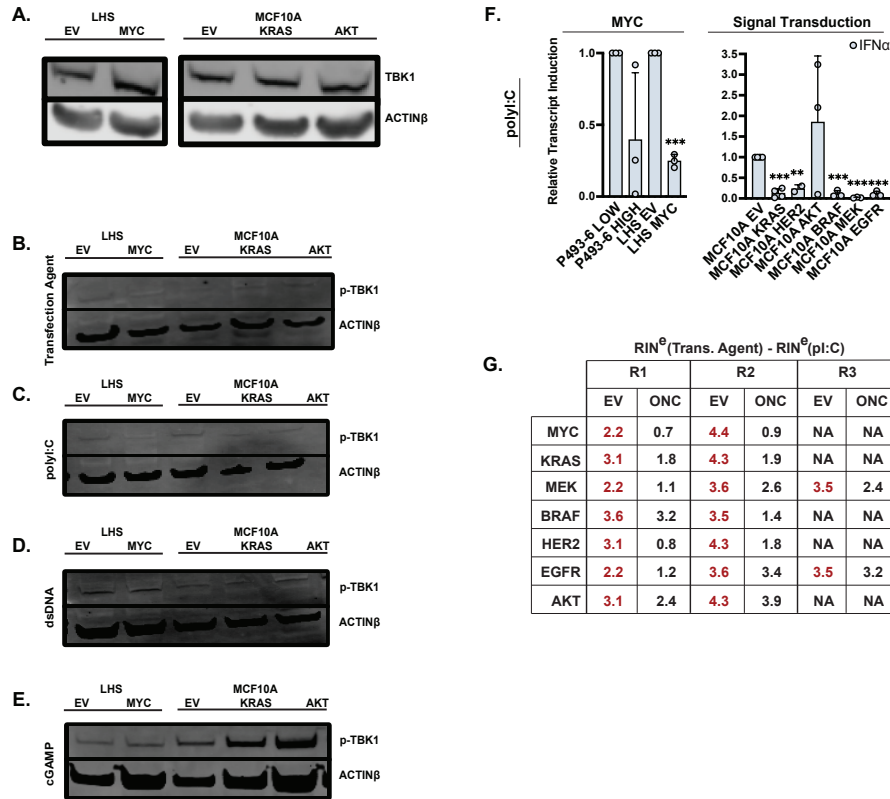 A.
LHS
MCF10A
EV MYC EV KRAS AKT
TBK1
ACTINβ
B.
LHS
MCF10A
EV MYC EV KRAS AKT
Transfection Agent
p-TBK1
ACTINβ
C.
LHS
MCF10A
EV MYC EV KRAS AKT
polyI:C
p-TBK1
ACTINβ
D.
LHS
MCF10A
EV MYC EV KRAS AKT
dsDNA
p-TBK1
ACTINβ
E.
LHS
MCF10A
EV MYC EV KRAS AKT
cGAMP
p-TBK1
ACTINβ
F.
polyI:C
MYC
Relative Transcript Induction
1.0
0.5
0.0
***
P493-6 LOW
P493-6 HIGH
LHS EV
LHS MYC
Signal Transduction
IFNα
3.5
3.0
2.5
2.0
1.5
1.0
0.5
0.0
*** ** *** *** ***
MCF10A EV
MCF10A KRAS
MCF10A HER2
MCF10A AKT
MCF10A BRAF
MCF10A MEK
MCF10A EGFR
G.
RINᵉ(Trans. Agent) - RINᵉ(pI:C)
R1 R2 R3
EV ONC EV ONC EV ONC
MYC 2.2 0.7 4.4 0.9 NA NA
KRAS 3.1 1.8 4.3 1.9 NA NA
MEK 2.2 1.1 3.6 2.6 3.5 2.4
BRAF 3.6 3.2 3.5 1.4 NA NA
HER2 3.1 0.8 4.3 1.8 NA NA
EGFR 2.2 1.2 3.6 3.4 3.5 3.2
AKT 3.1 2.4 4.3 3.9 NA NA